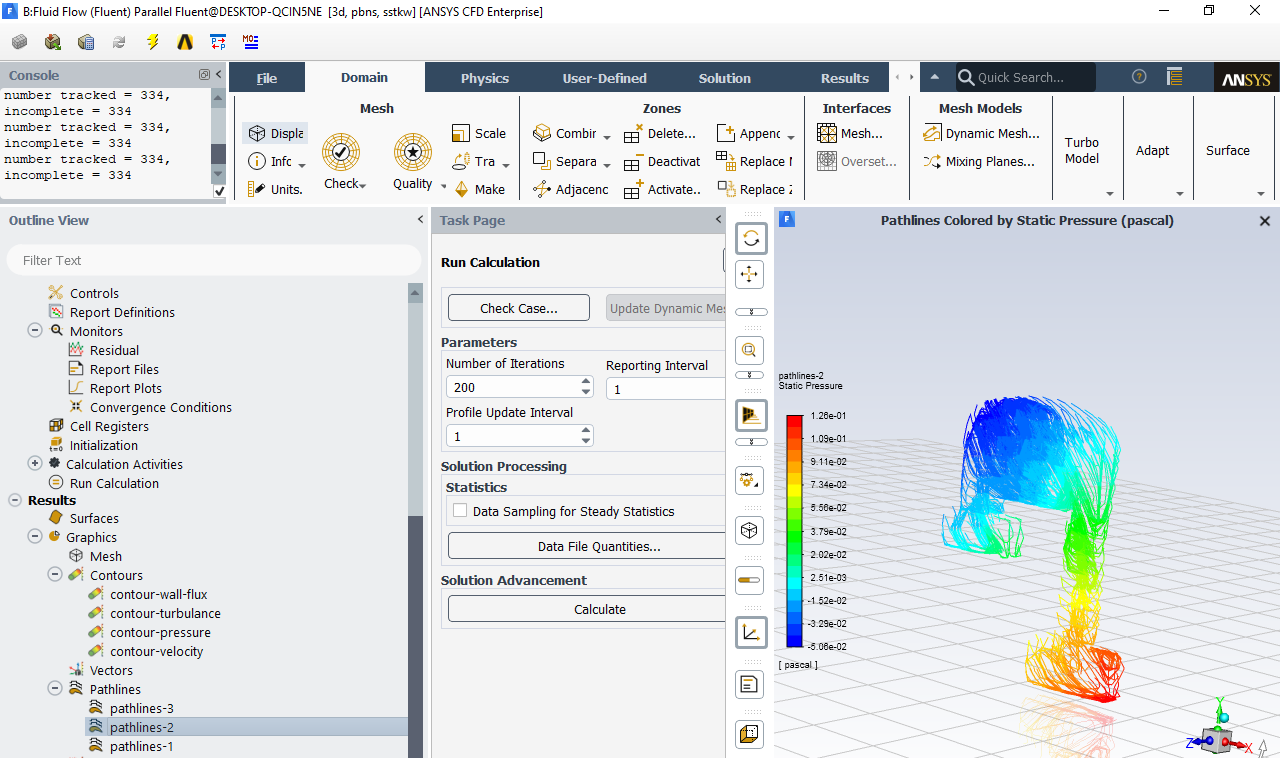 B:Fluid Flow (Fluent) Parallel Fluent@DESKTOP-QCIN5NE [3d, pbns, sstkw] [ANSYS CFD Enterprise]
Console
number tracked = 334,
incomplete = 334
number tracked = 334,
incomplete = 334
number tracked = 334,
incomplete = 334
File Domain Physics User-Defined Solution Results Quick Search... ANSYS
Mesh
Displa
Info
Units.
Check
Quality
Scale
Tra
Make
Zones
Combin
Separa
Adjacenc
Delete...
Deactivat
Activate..
Append
Replace M
Replace Z
Interfaces
Mesh...
Overset...
Mesh Models
Dynamic Mesh...
Mixing Planes...
Turbo
Model
Adapt
Surface
Outline View
Filter Text
Controls
Report Definitions
Monitors
Residual
Report Files
Report Plots
Convergence Conditions
Cell Registers
Initialization
Calculation Activities
Run Calculation
Results
Surfaces
Graphics
Mesh
Contours
contour-wall-flux
contour-turbulance
contour-pressure
contour-velocity
Vectors
Pathlines
pathlines-3
pathlines-2
pathlines-1
Task Page
Run Calculation
Check Case...
Update Dynamic Mes
Parameters
Number of Iterations
200
Reporting Interval
1
Profile Update Interval
1
Solution Processing
Statistics
Data Sampling for Steady Statistics
Data File Quantities...
Solution Advancement
Calculate
Pathlines Colored by Static Pressure (pascal)
pathlines-2
Static Pressure
1.26e-01
1.09e-01
9.11e-02
7.34e-02
5.56e-02
3.79e-02
2.02e-02
2.51e-03
-1.52e-02
-3.29e-02
-5.06e-02
[ pascal ]
Y
Z
X